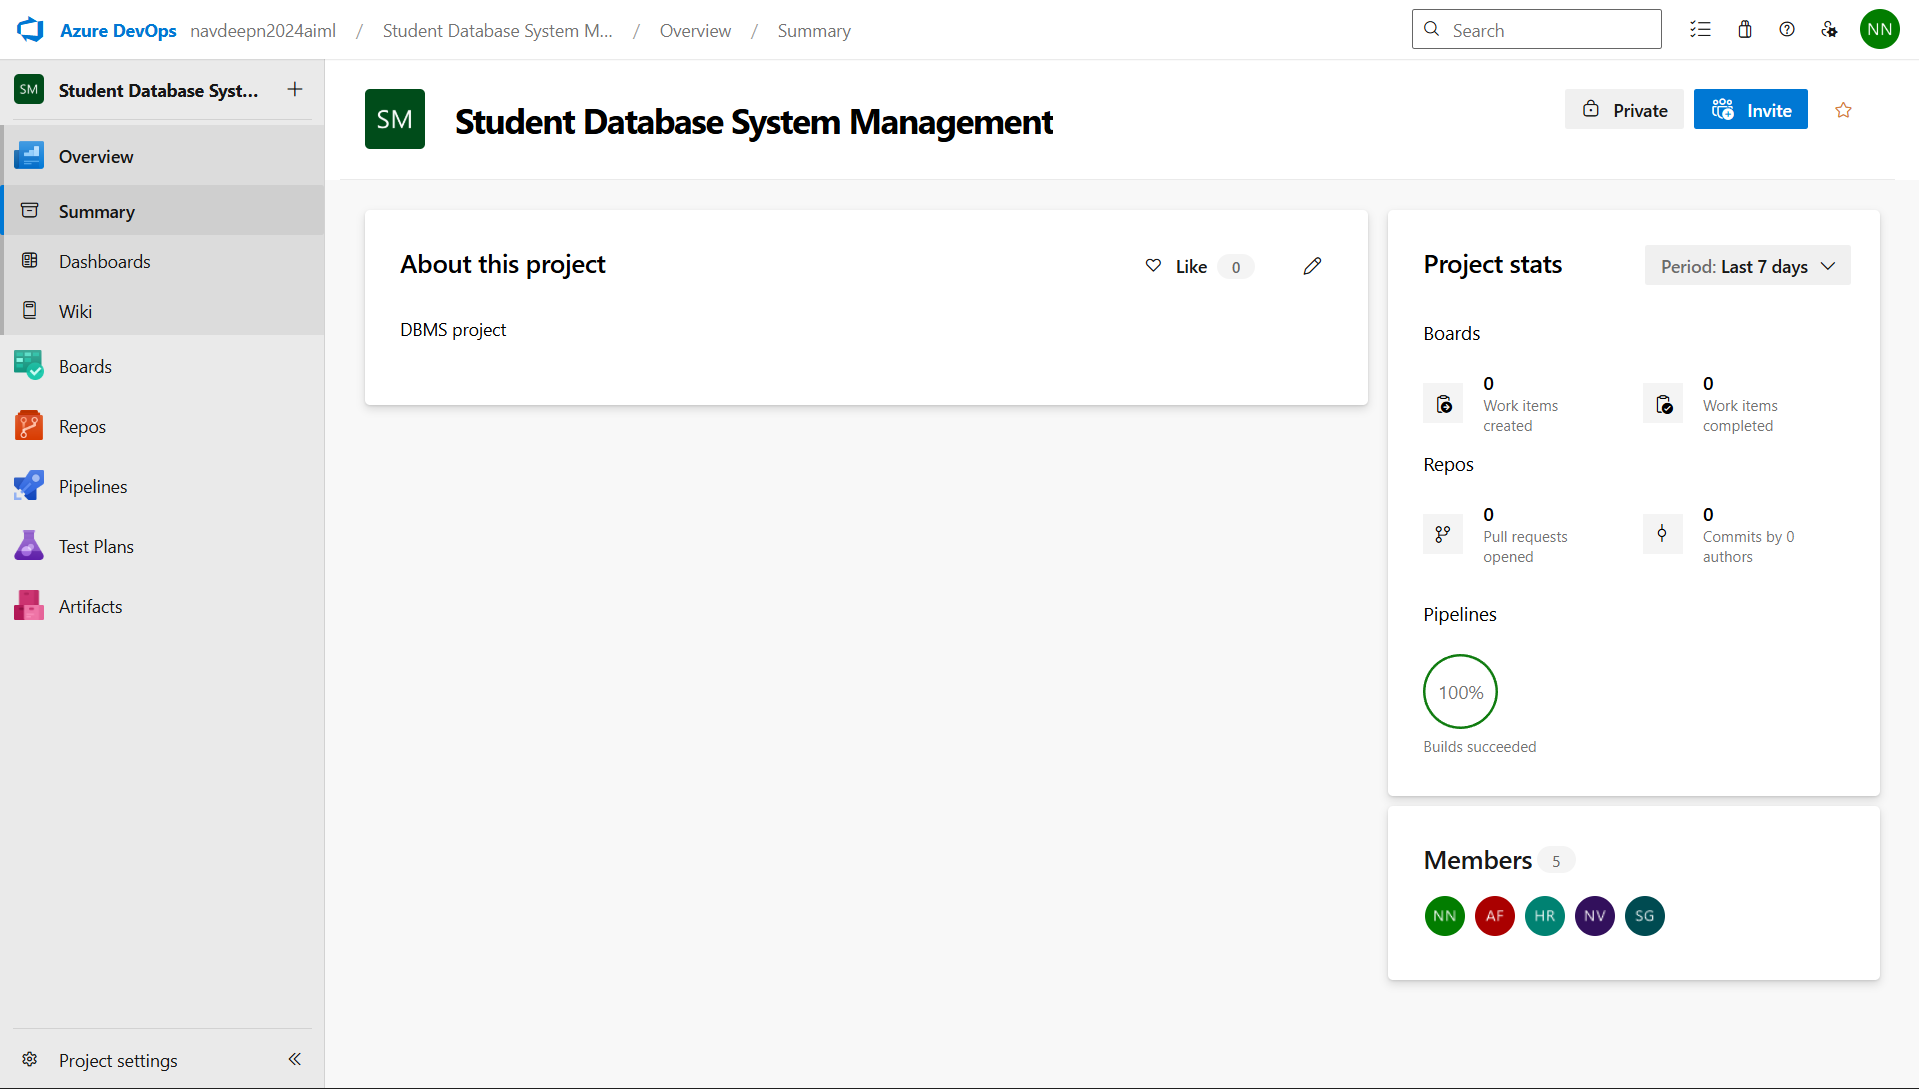 Azure DevOps navdeepn2024aiml / Student Database System M... / Overview / Summary
Search
NN
SM Student Database Syst...
Overview
Summary
Dashboards
Wiki
Boards
Repos
Pipelines
Test Plans
Artifacts
Project settings
SM Student Database System Management
Private
Invite
About this project
Like 0
DBMS project
Project stats
Period: Last 7 days
Boards
0
Work items
created
0
Work items
completed
Repos
0
Pull requests
opened
0
Commits by 0
authors
Pipelines
100%
Builds succeeded
Members 5
NN AF HR NV SG